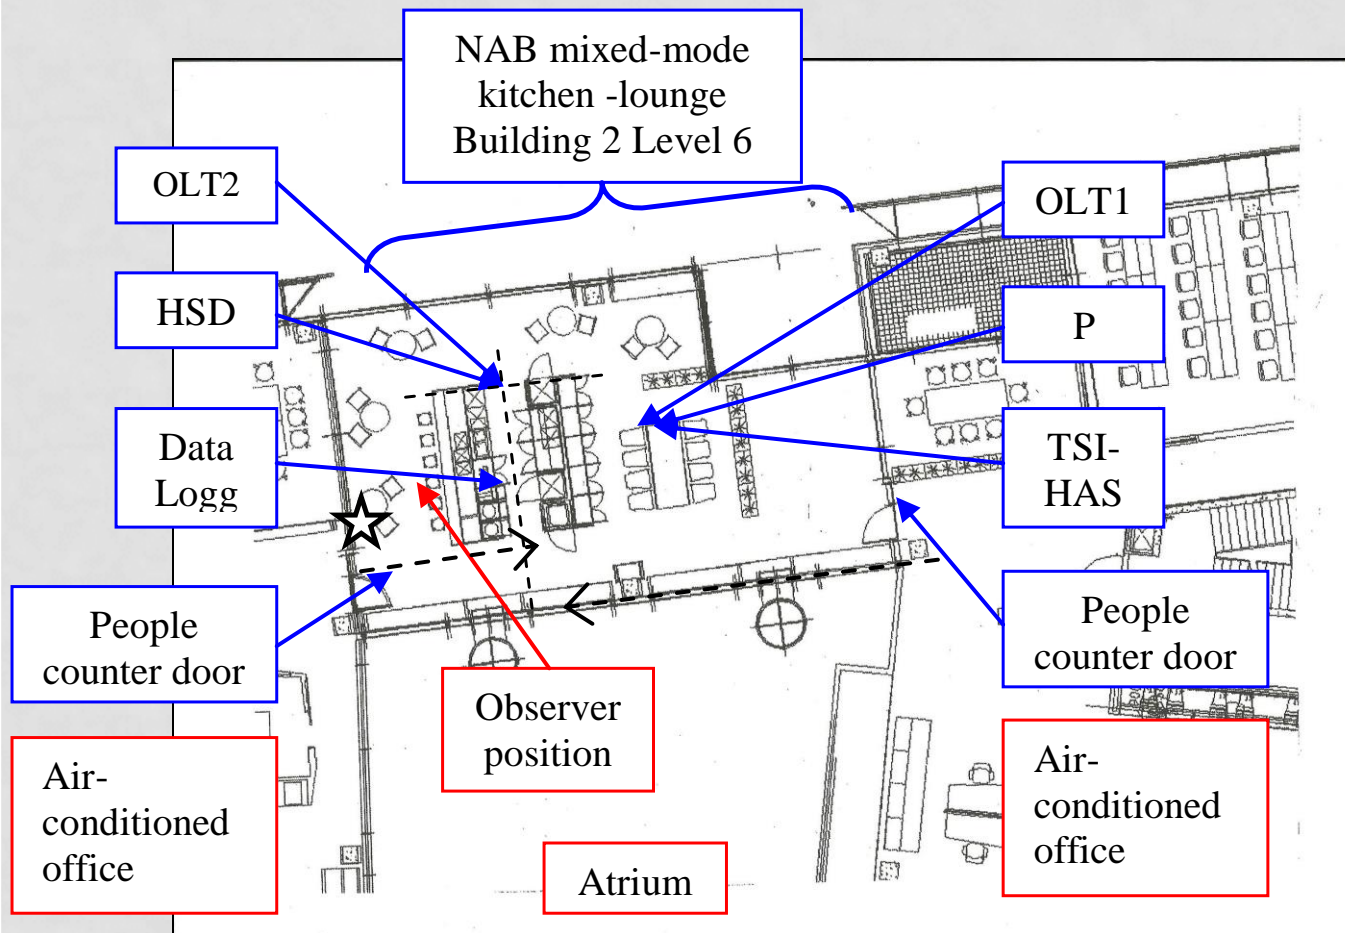 NAB mixed-mode
kitchen -lounge
Building 2 Level 6
OLT2
OLT1
HSD
P
Data
Logg
TSI-
HAS
People
counter door
People
counter door
Observer
position
Air-
conditioned
office
Air-
conditioned
office
Atrium